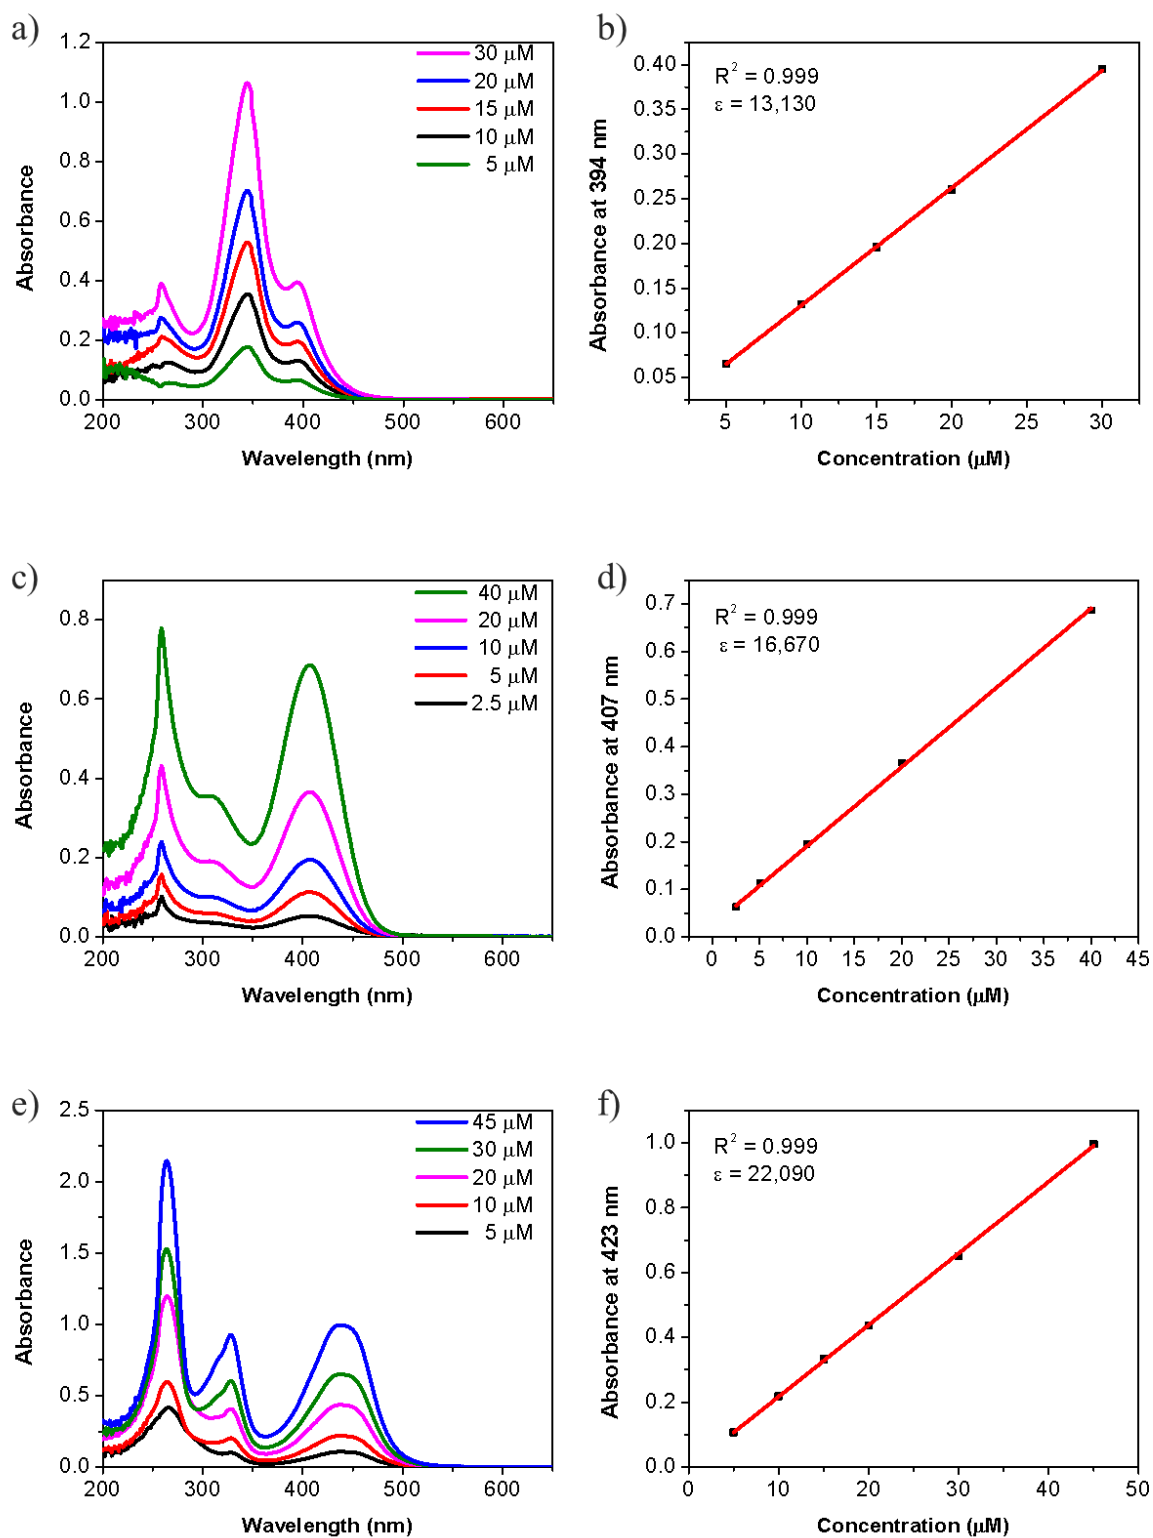 a)
1.2
1.0
0.8
0.6
0.4
0.2
0.0
Absorbance
30 μM
20 μM
15 μM
10 μM
5 μM
200 300 400 500 600
Wavelength (nm)
b)
0.40
0.35
0.30
0.25
0.20
0.15
0.10
0.05
Absorbance at 394 nm
R² = 0.999
ε = 13,130
5 10 15 20 25 30
Concentration (μM)
c)
0.8
0.6
0.4
0.2
0.0
Absorbance
40 μM
20 μM
10 μM
5 μM
2.5 μM
200 300 400 500 600
Wavelength (nm)
d)
0.7
0.6
0.5
0.4
0.3
0.2
0.1
0.0
Absorbance at 407 nm
R² = 0.999
ε = 16,670
0 5 10 15 20 25 30 35 40 45
Concentration (μM)
e)
2.5
2.0
1.5
1.0
0.5
0.0
Absorbance
45 μM
30 μM
20 μM
10 μM
5 μM
200 300 400 500 600
Wavelength (nm)
f)
1.0
0.8
0.6
0.4
0.2
0.0
Absorbance at 423 nm
R² = 0.999
ε = 22,090
0 10 20 30 40 50
Concentration (μM)